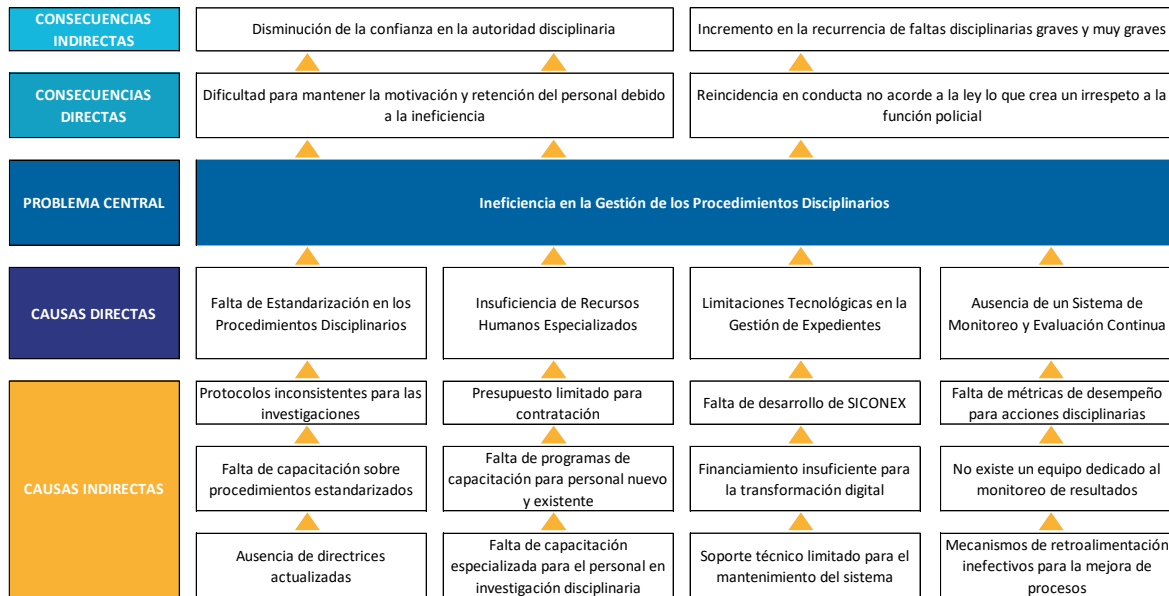 CONSECUENCIAS
INDIRECTAS
Disminución de la confianza en la autoridad disciplinaria
Incremento en la recurrencia de faltas disciplinarias graves y muy graves
CONSECUENCIAS
DIRECTAS
Dificultad para mantener la motivación y retención del personal debido
a la ineficiencia
Reincidencia en conducta no acorde a la ley lo que crea un irrespeto a la
función policial
PROBLEMA CENTRAL
Ineficiencia en la Gestión de los Procedimientos Disciplinarios
CAUSAS DIRECTAS
Falta de Estandarización en los
Procedimientos Disciplinarios
Insuficiencia de Recursos
Humanos Especializados
Limitaciones Tecnológicas en la
Gestión de Expedientes
Ausencia de un Sistema de
Monitoreo y Evaluación Continua
CAUSAS INDIRECTAS
Protocolos inconsistentes para las
investigaciones
Presupuesto limitado para
contratación
Falta de desarrollo de SICONEX
Falta de métricas de desempeño
para acciones disciplinarias
Falta de capacitación sobre
procedimientos estandarizados
Falta de programas de
capacitación para personal nuevo
y existente
Financiamiento insuficiente para
la transformación digital
No existe un equipo dedicado al
monitoreo de resultados
Ausencia de directrices
actualizadas
Falta de capacitación
especializada para el personal en
investigación disciplinaria
Soporte técnico limitado para el
mantenimiento del sistema
Mecanismos de retroalimentación
inefectivos para la mejora de
procesos